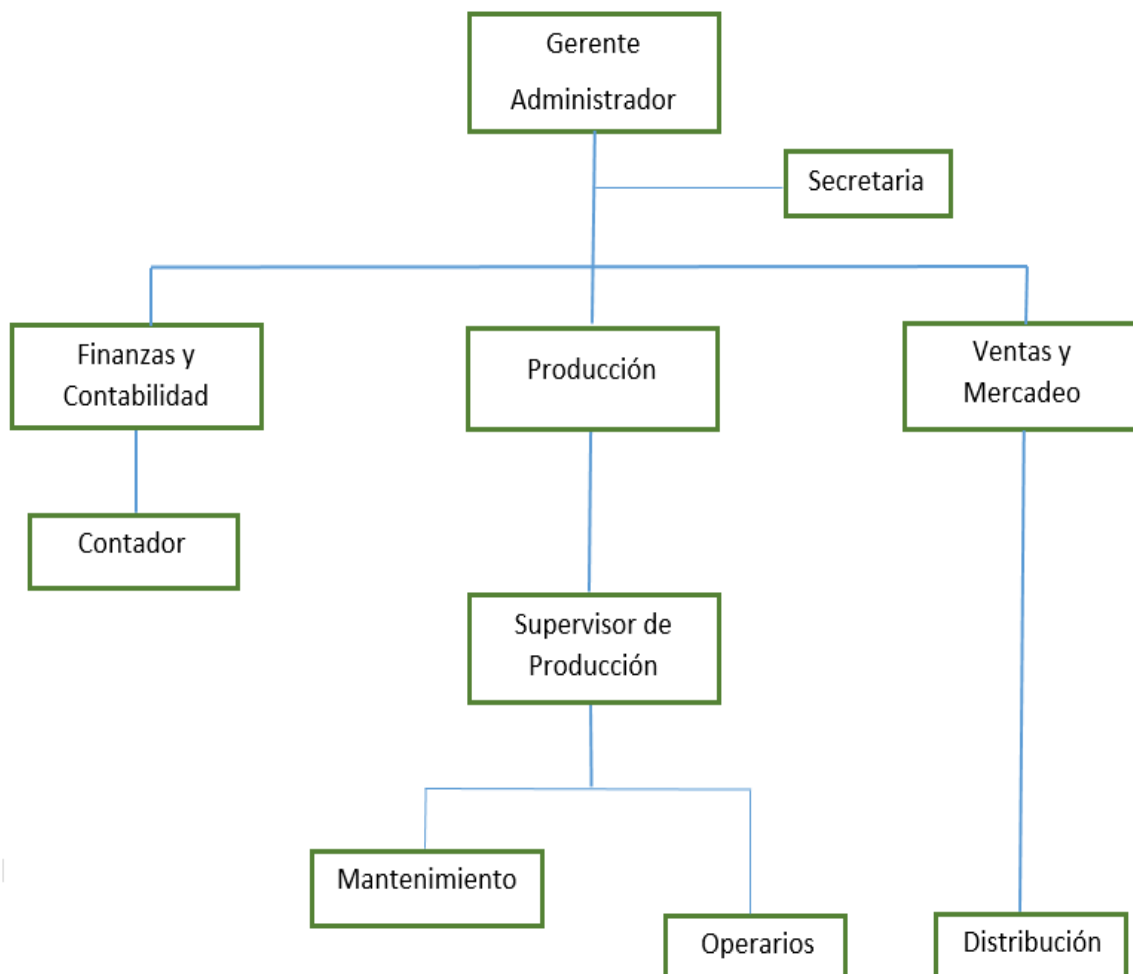 Gerente
Administrador
Secretaria
Finanzas y
Contabilidad
Producción
Ventas y
Mercadeo
Contador
Supervisor de
Producción
Mantenimiento
Operarios
Distribución